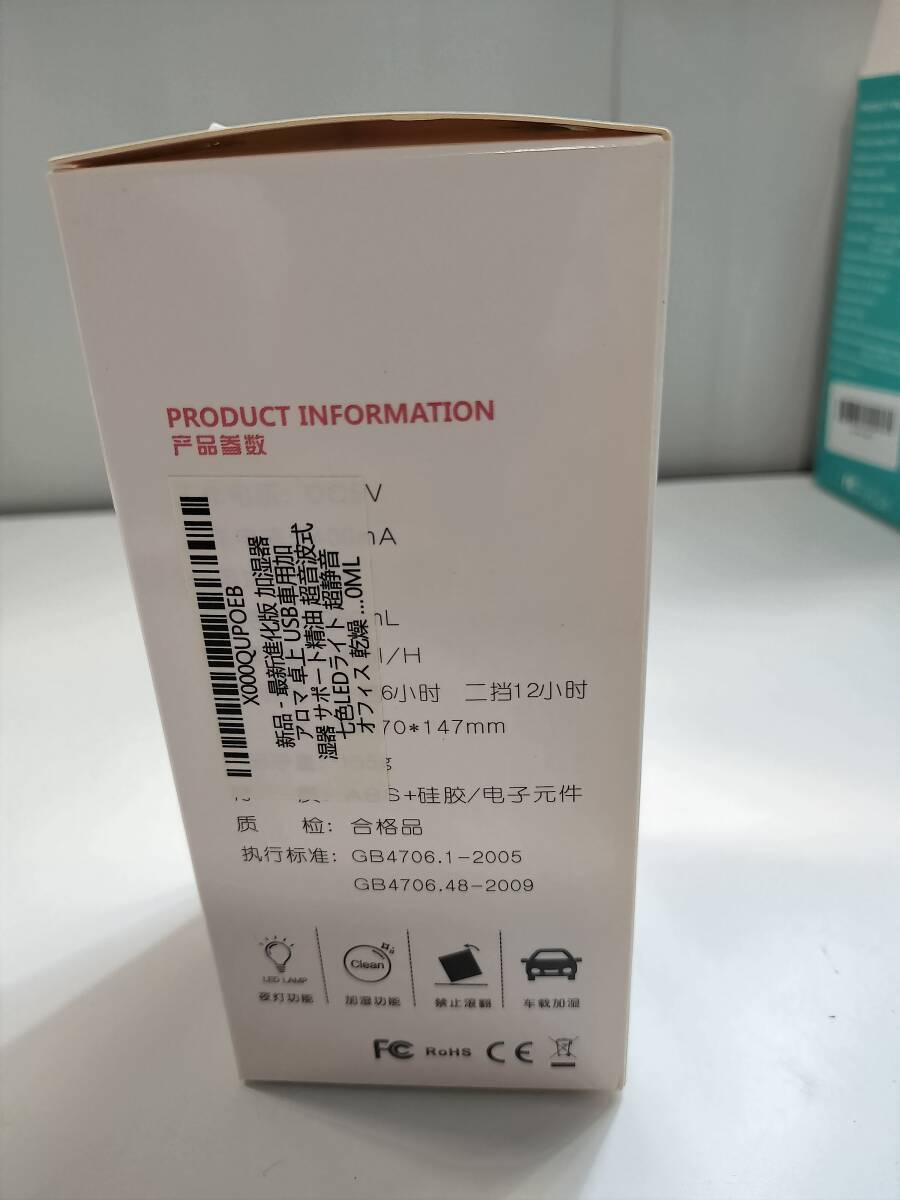 PRODUCT INFORMATION
产品参数
V
mA
mL
/H
6小时 二挡12小时
70*147mm
g
质: ABS+硅胶/电子元件
质 检: 合格品
执行标准: GB4706.1-2005
GB4706.48-2009
X000QUPOEB
新品 - 最新進化版 加湿器
アロマ 卓上 USB車用加
湿器 サポート精油 超音波式
七色LEDライト 超静音
オフィス 乾燥 ...0ML
LED LAMP
夜灯功能
Clean
加湿功能
禁止滚翻
车载加湿
FC RoHS CE